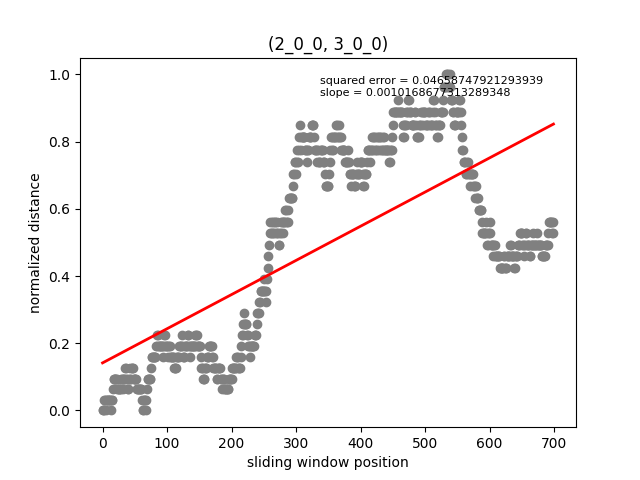 (2_0_0, 3_0_0)
squared error = 0.04658747921293939
slope = 0.0010168677313289348
1.0
0.8
0.6
0.4
0.2
0.0
normalized distance
0 100 200 300 400 500 600 700
sliding window position